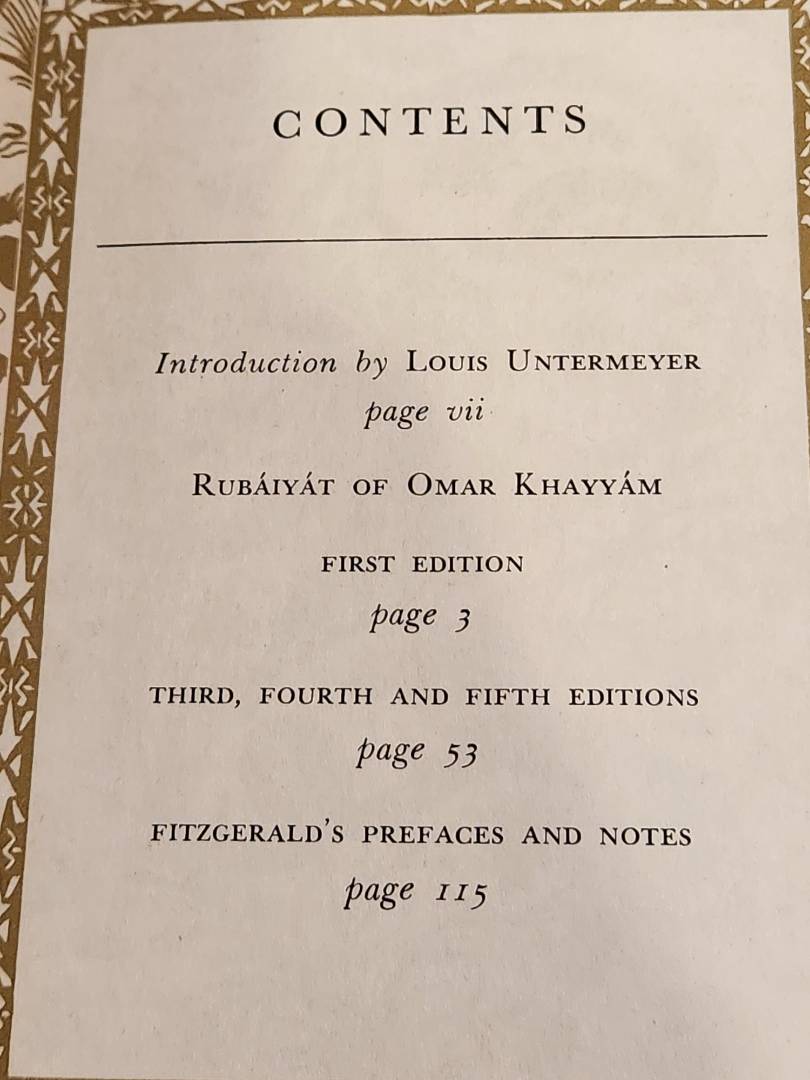 CONTENTS
Introduction by LOUIS UNTERMEYER
page vii
RUBÁIYÁT OF OMAR KHAYYÁM
FIRST EDITION
page 3
THIRD, FOURTH AND FIFTH EDITIONS
page 53
FITZGERALD'S PREFACES AND NOTES
page 115